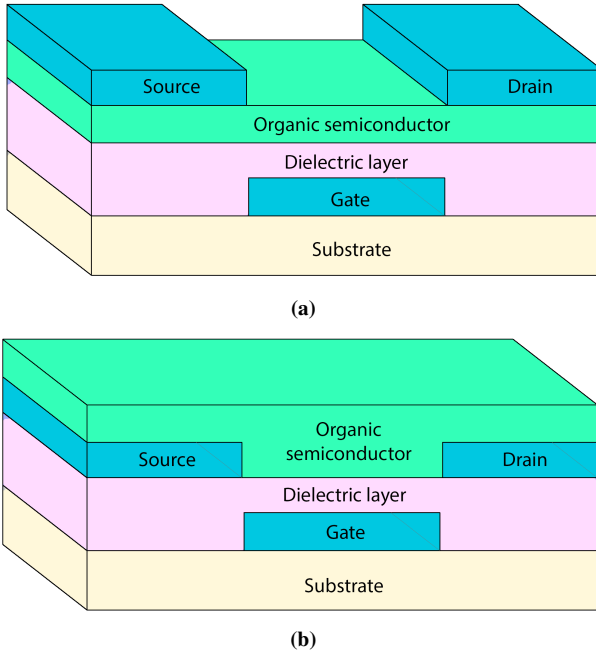 Source
Drain
Organic semiconductor
Dielectric layer
Gate
Substrate
(a)
Organic
semiconductor
Source
Drain
Dielectric layer
Gate
Substrate
(b)